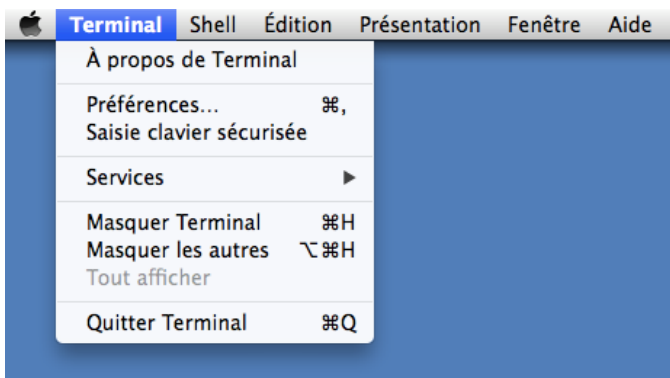 Terminal Shell Édition Présentation Fenêtre Aide
À propos de Terminal
Préférences... ⌘,
Saisie clavier sécurisée
Services ▶
Masquer Terminal ⌘H
Masquer les autres ⌥⌘H
Tout afficher
Quitter Terminal ⌘Q